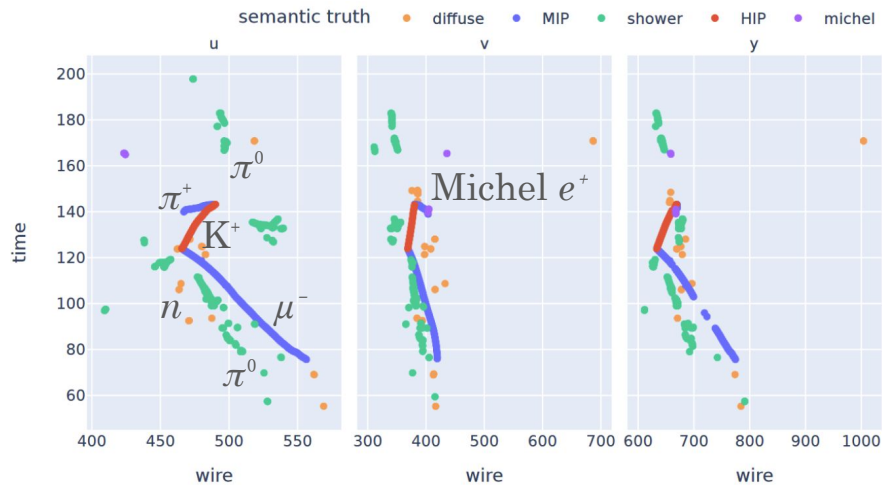 semantic truth diffuse MIP shower HIP michel
u v y
200
180
160
140
120
100
80
60
time
π⁰
π⁺
K⁺
n
μ⁻
π⁰
Michel e⁺
400 450 500 550
300 400 500 600 700
600 700 800 900 1000
wire wire wire